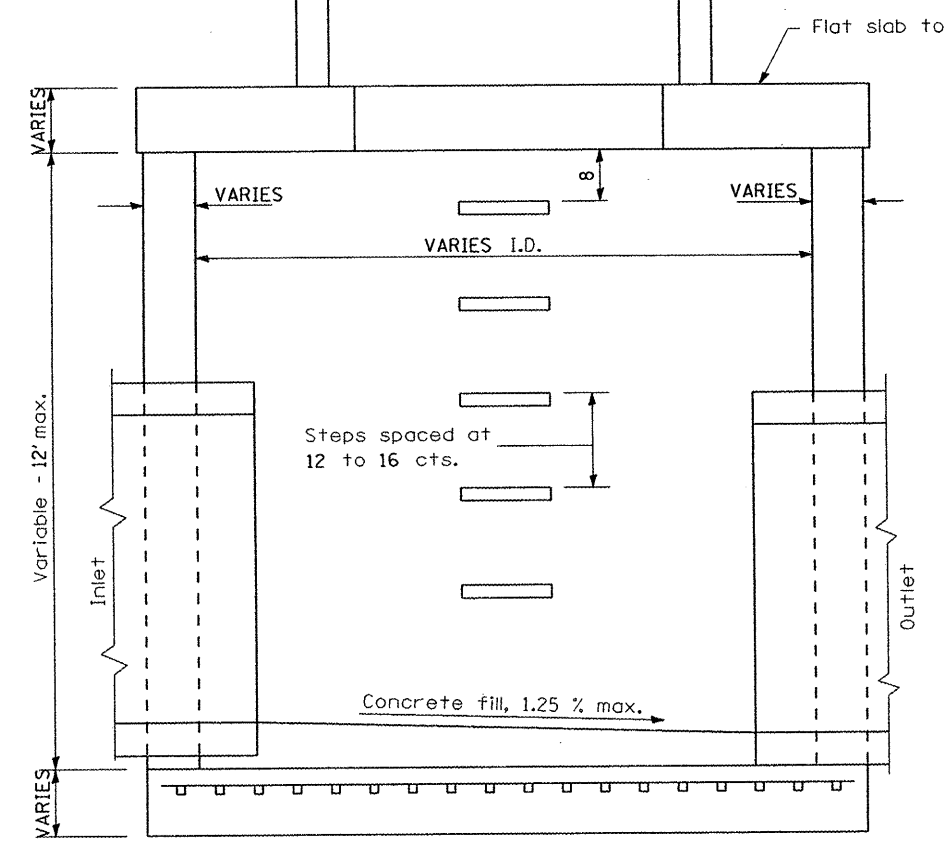 Flat slab to
VARIES
8
VARIES
VARIES
VARIES I.D.
Steps spaced at
12 to 16 cts.
Variable - 12' max.
Inlet
Outlet
Concrete fill, 1.25 % max.
VARIES